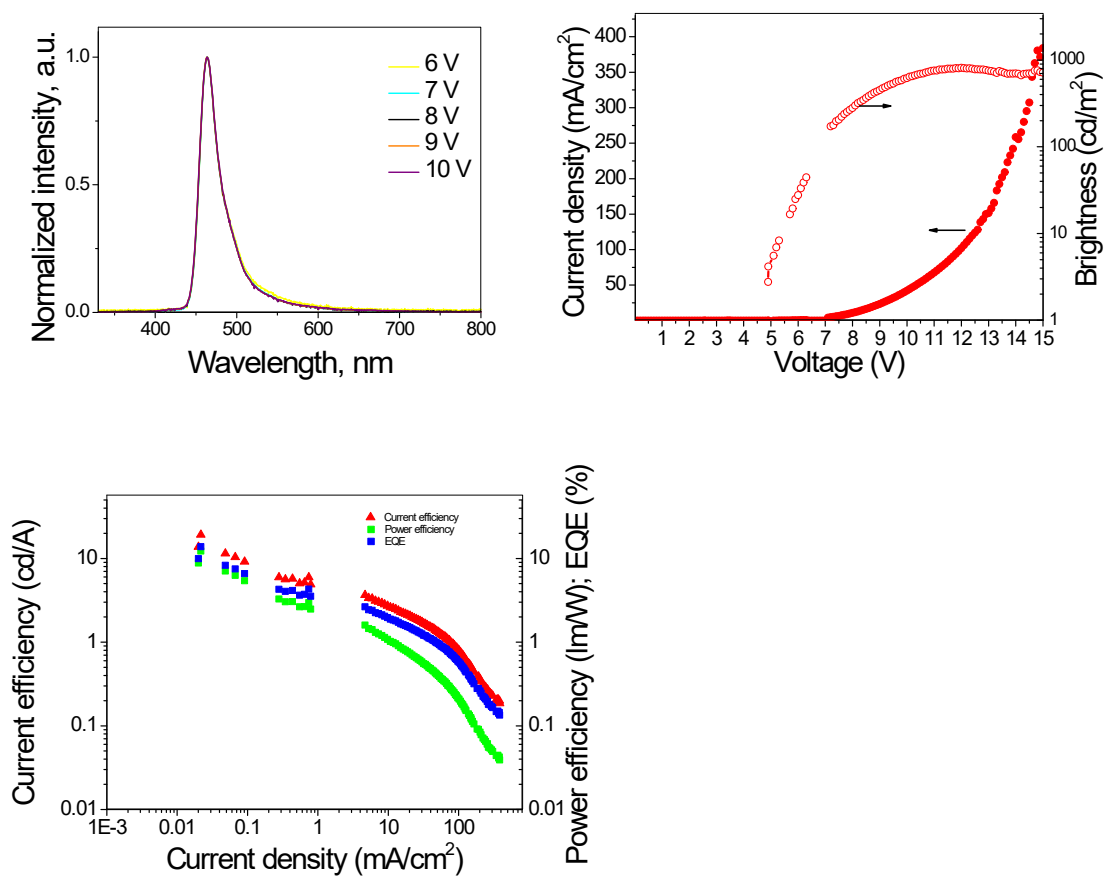 Normalized intensity, a.u.
1.0
0.5
0.0
6 V
7 V
8 V
9 V
10 V
400 500 600 700 800
Wavelength, nm
Current density (mA/cm²)
400
350
300
250
200
150
100
50
1000
100
10
1
Brightness (cd/m²)
1 2 3 4 5 6 7 8 9 10 11 12 13 14 15
Voltage (V)
Current efficiency (cd/A)
10
1
0.1
0.01
Current efficiency
Power efficiency
EQE
10
1
0.1
0.01
Power efficiency (lm/W); EQE (%)
1E-3 0.01 0.1 1 10 100
Current density (mA/cm²)